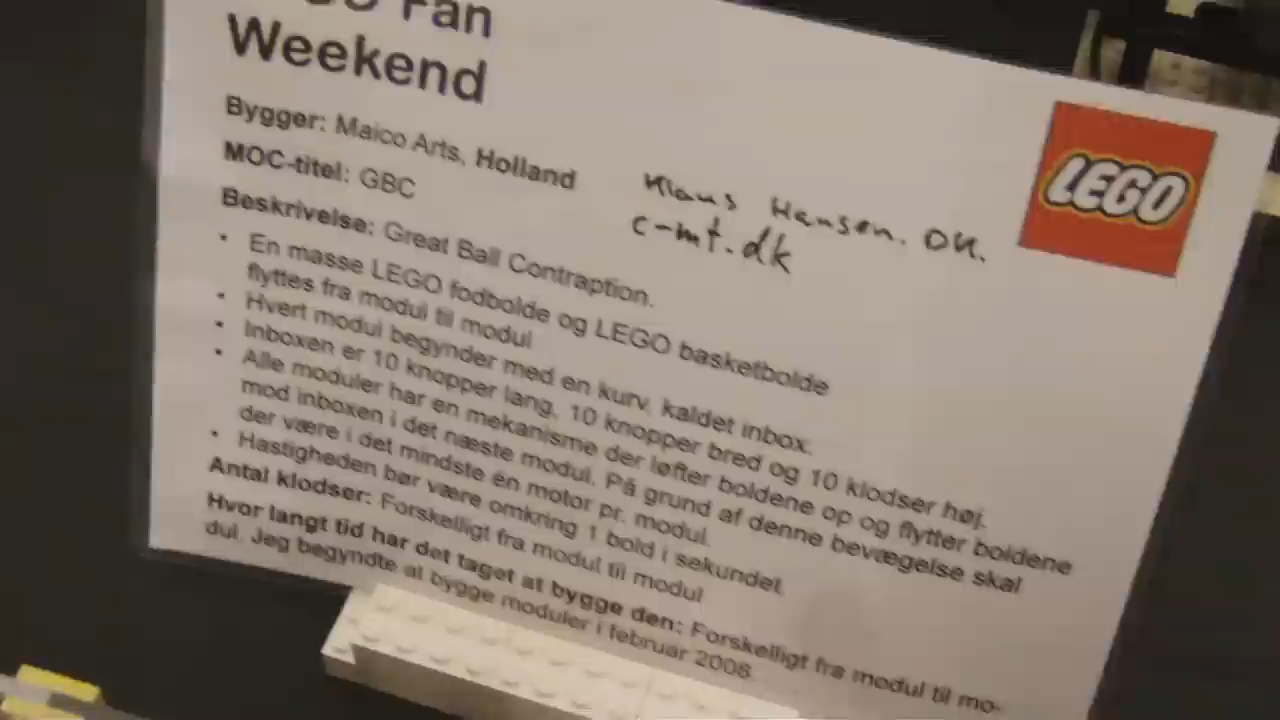 Fan
Weekend
Bygger: Maico Arts, Holland
MOC-titel: GBC
Klaus Hansen. DK.
c-mt.dk
LEGO
Beskrivelse: Great Ball Contraption.
• En masse LEGO fodbolde og LEGO basketbolde
flyttes fra modul til modul
• Hvert modul begynder med en kurv, kaldet inbox.
• Inboxen er 10 knopper lang, 10 knopper bred og 10 klodser høj.
• Alle moduler har en mekanisme der løfter boldene op og flytter boldene
mod inboxen i det næste modul. På grund af denne bevægelse skal
der være i det mindste en motor pr. modul.
• Hastigheden bør være omkring 1 bold i sekundet.
Antal klodser: Forskelligt fra modul til modul
Hvor langt tid har det taget at bygge den: Forskelligt fra modul til mo-
dul. Jeg begyndte at bygge moduler i februar 2008